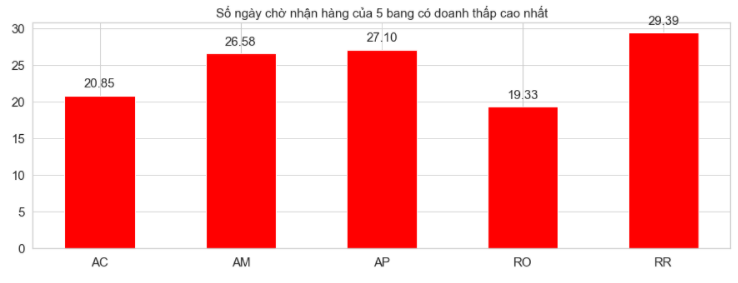 Số ngày chờ nhận hàng của 5 bang có doanh thấp cao nhất
30
25
20
15
10
5
0
20.85
26.58
27.10
19.33
29.39
AC
AM
AP
RO
RR